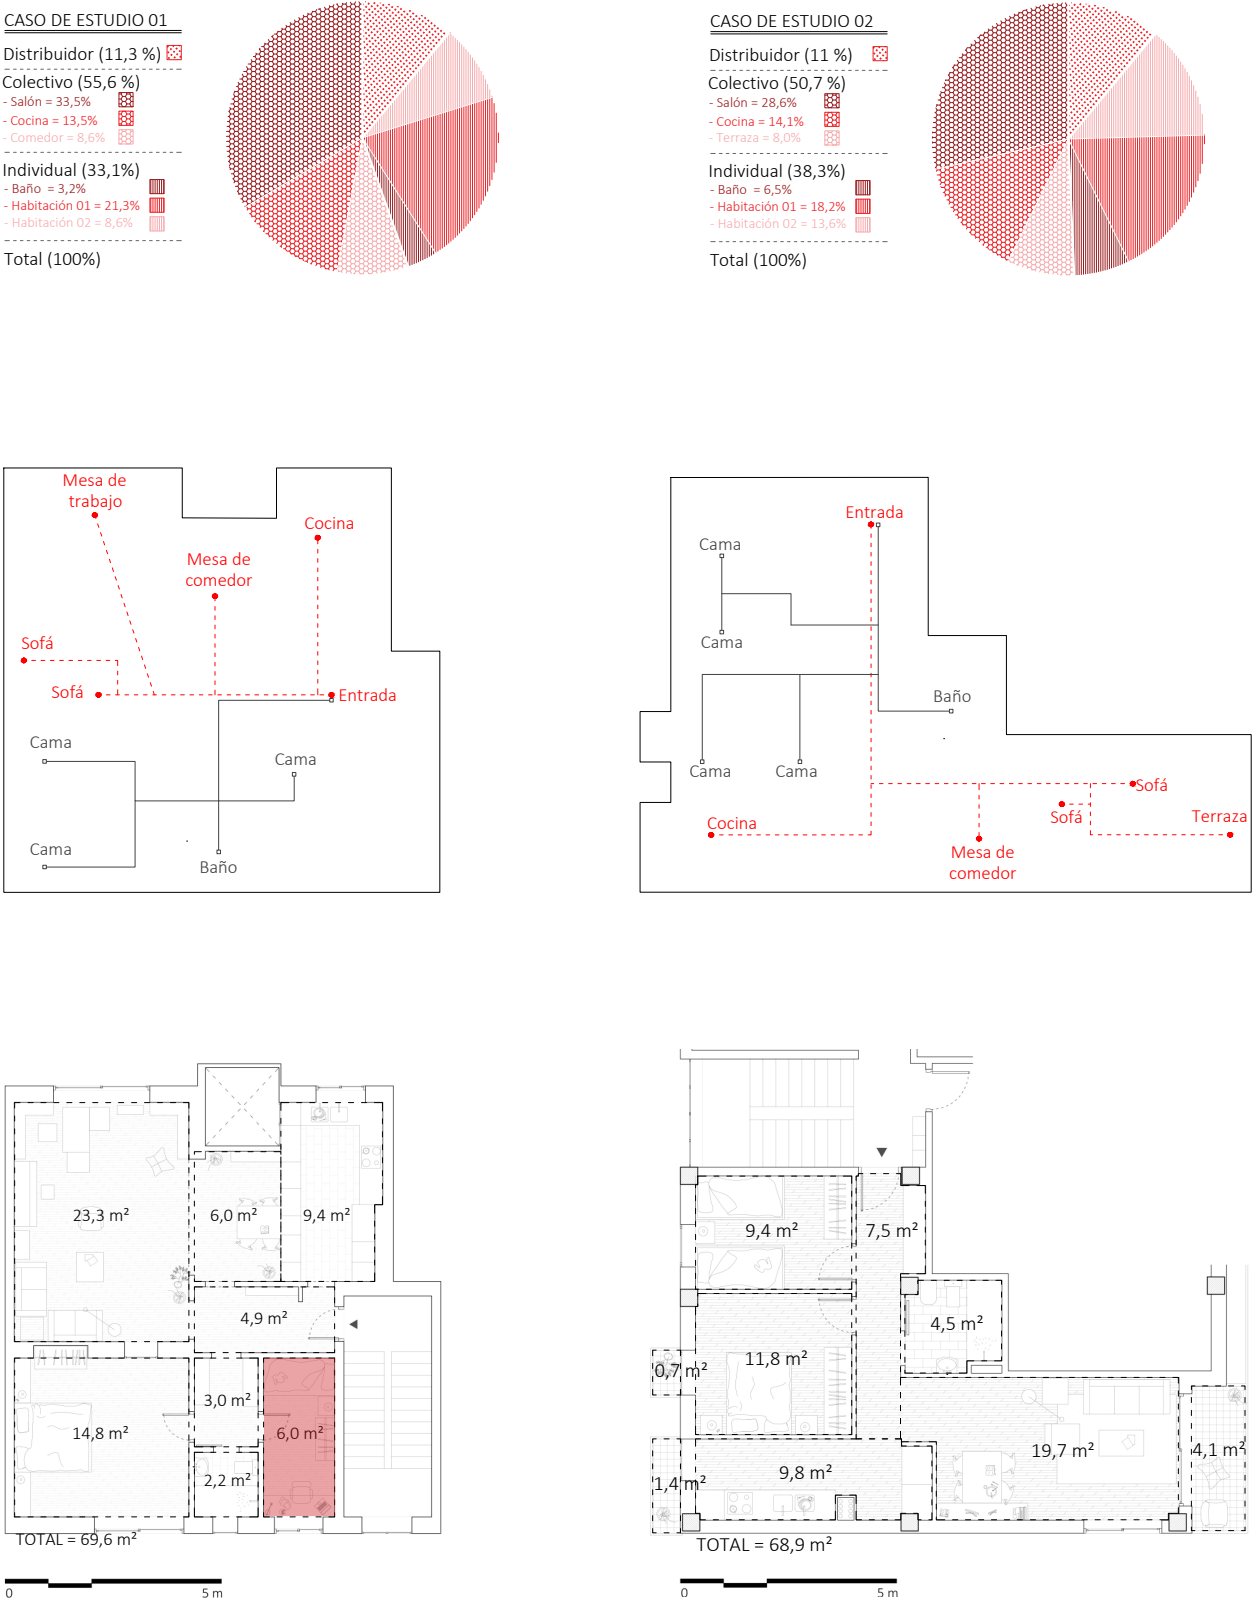 CASO DE ESTUDIO 01
Distribuidor (11,3 %)
Colectivo (55,6 %)
- Salón = 33,5%
- Cocina = 13,5%
- Comedor = 8,6%
Individual (33,1%)
- Baño = 3,2%
- Habitación 01 = 21,3%
- Habitación 02 = 8,6%
Total (100%)
CASO DE ESTUDIO 02
Distribuidor (11 %)
Colectivo (50,7 %)
- Salón = 28,6%
- Cocina = 14,1%
- Terraza = 8,0%
Individual (38,3%)
- Baño = 6,5%
- Habitación 01 = 18,2%
- Habitación 02 = 13,6%
Total (100%)
Mesa de
trabajo
Cocina
Mesa de
comedor
Sofá
Sofá
Entrada
Cama
Cama
Cama
Baño
Entrada
Cama
Cama
Baño
Cama
Cama
Sofá
Sofá
Terraza
Cocina
Mesa de
comedor
23,3 m²
6,0 m²
9,4 m²
4,9 m²
3,0 m²
14,8 m²
6,0 m²
2,2 m²
TOTAL = 69,6 m²
0
5 m
9,4 m²
7,5 m²
4,5 m²
11,8 m²
0,7 m²
19,7 m²
4,1 m²
9,8 m²
1,4 m²
TOTAL = 68,9 m²
0
5 m